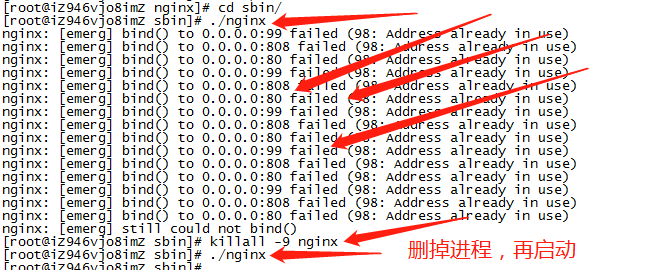 [root@iZ946vjo8imZ nginx]# cd sbin/
[root@iZ946vjo8imZ sbin]# ./nginx
nginx: [emerg] bind() to 0.0.0.0:99 failed (98: Address already in use)
nginx: [emerg] bind() to 0.0.0.0:808 failed (98: Address already in use)
nginx: [emerg] bind() to 0.0.0.0:80 failed (98: Address already in use)
nginx: [emerg] bind() to 0.0.0.0:99 failed (98: Address already in use)
nginx: [emerg] bind() to 0.0.0.0:808 failed (98: Address already in use)
nginx: [emerg] bind() to 0.0.0.0:80 failed (98: Address already in use)
nginx: [emerg] bind() to 0.0.0.0:99 failed (98: Address already in use)
nginx: [emerg] bind() to 0.0.0.0:808 failed (98: Address already in use)
nginx: [emerg] bind() to 0.0.0.0:80 failed (98: Address already in use)
nginx: [emerg] bind() to 0.0.0.0:99 failed (98: Address already in use)
nginx: [emerg] bind() to 0.0.0.0:808 failed (98: Address already in use)
nginx: [emerg] bind() to 0.0.0.0:80 failed (98: Address already in use)
nginx: [emerg] bind() to 0.0.0.0:99 failed (98: Address already in use)
nginx: [emerg] bind() to 0.0.0.0:808 failed (98: Address already in use)
nginx: [emerg] bind() to 0.0.0.0:80 failed (98: Address already in use)
nginx: [emerg] still could not bind()
[root@iZ946vjo8imZ sbin]# killall -9 nginx
[root@iZ946vjo8imZ sbin]# ./nginx
删掉进程，再启动
[root@iZ946vjo8imZ sbin]#